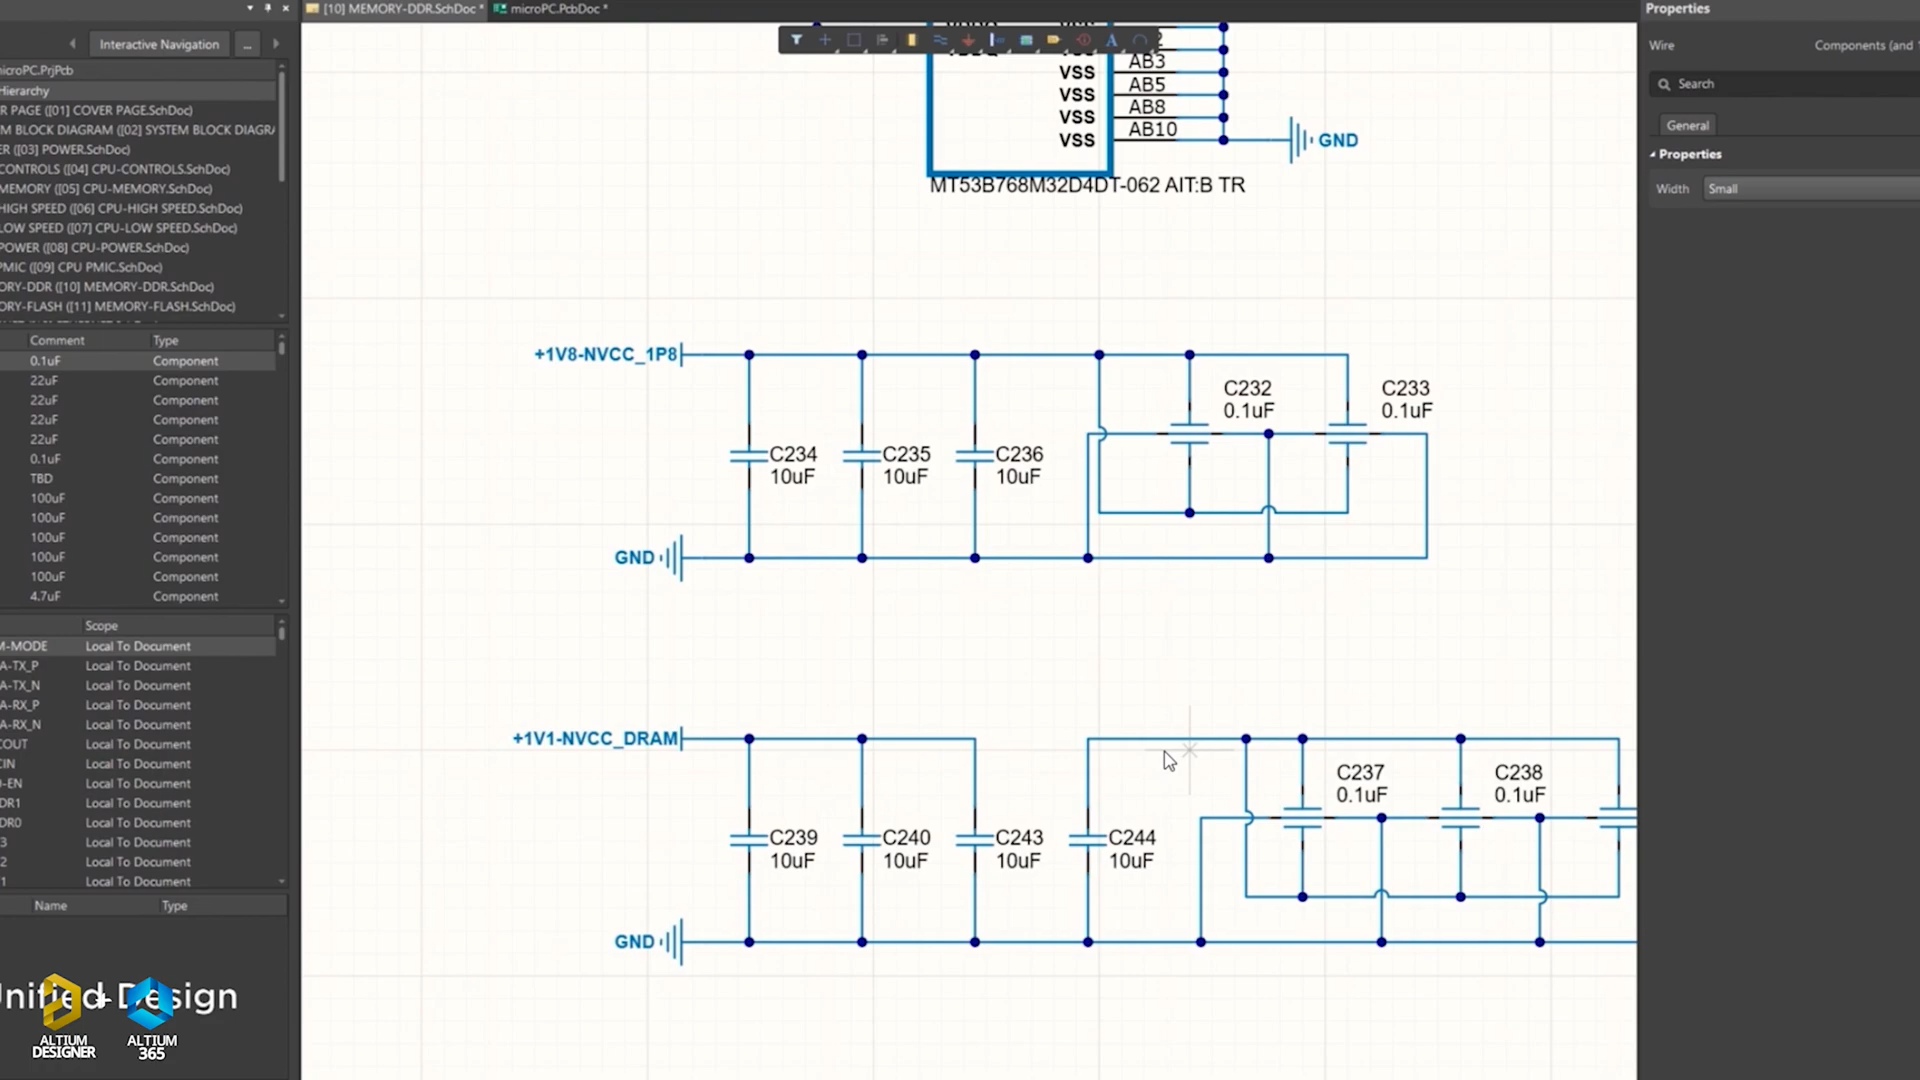 [10] MEMORY-DDR.SchDoc *
microPC.PcbDoc *
Properties
Interactive Navigation
...
Wire
Components (and
microPC.PrjPcb
Hierarchy
R PAGE ([01] COVER PAGE.SchDoc)
M BLOCK DIAGRAM ([02] SYSTEM BLOCK DIAGRA
ER ([03] POWER.SchDoc)
CONTROLS ([04] CPU-CONTROLS.SchDoc)
MEMORY ([05] CPU-MEMORY.SchDoc)
HIGH SPEED ([06] CPU-HIGH SPEED.SchDoc)
LOW SPEED ([07] CPU-LOW SPEED.SchDoc)
POWER ([08] CPU-POWER.SchDoc)
PMIC ([09] CPU PMIC.SchDoc)
ORY-DDR ([10] MEMORY-DDR.SchDoc)
ORY-FLASH ([11] MEMORY-FLASH.SchDoc)
Search
General
Properties
Width
Small
Comment Type
0.1uF Component
22uF Component
22uF Component
22uF Component
22uF Component
0.1uF Component
TBD Component
100uF Component
100uF Component
100uF Component
100uF Component
100uF Component
4.7uF Component
Scope
M-MODE Local To Document
A-TX_P Local To Document
A-TX_N Local To Document
A-RX_P Local To Document
A-RX_N Local To Document
COUT Local To Document
CIN Local To Document
D-EN Local To Document
DR1 Local To Document
DR0 Local To Document
3 Local To Document
2 Local To Document
1 Local To Document
Name Type
Unified Design
ALTIUM
DESIGNER
+
ALTIUM
365
VSS AB3
VSS AB5
VSS AB8
VSS AB10
GND
MT53B768M32D4DT-062 AIT:B TR
+1V8-NVCC_1P8
C232
0.1uF
C233
0.1uF
C234
10uF
C235
10uF
C236
10uF
GND
+1V1-NVCC_DRAM
C237
0.1uF
C238
0.1uF
C239
10uF
C240
10uF
C243
10uF
C244
10uF
GND